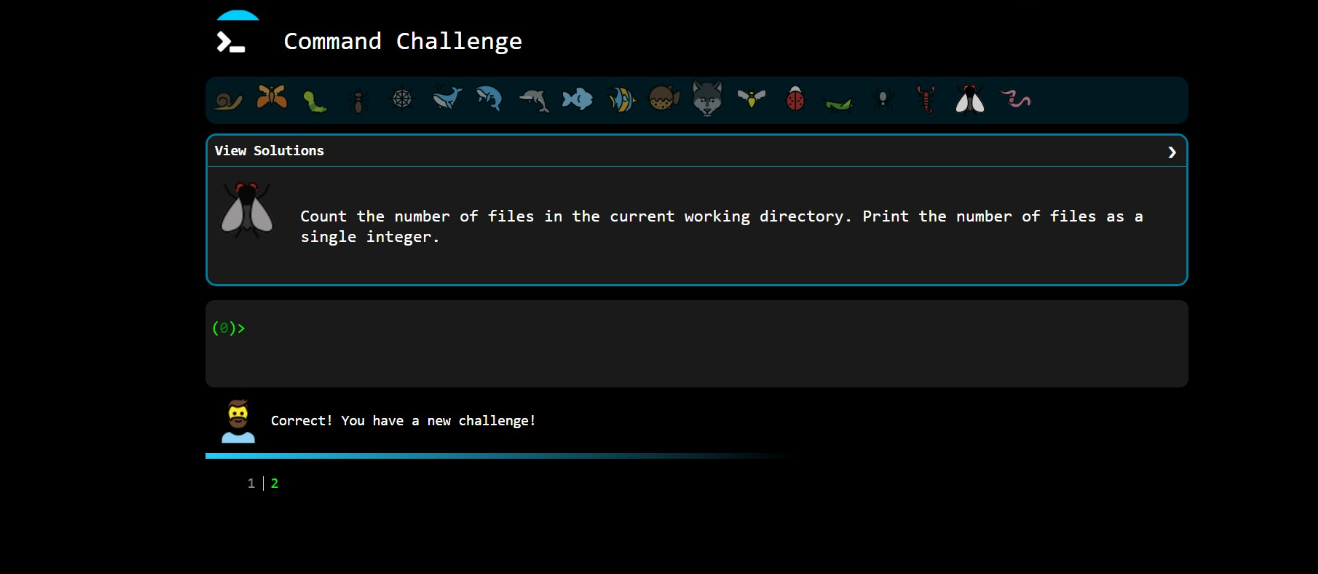 Command Challenge
View Solutions
Count the number of files in the current working directory. Print the number of files as a
single integer.
(0)>
Correct! You have a new challenge!
1 | 2